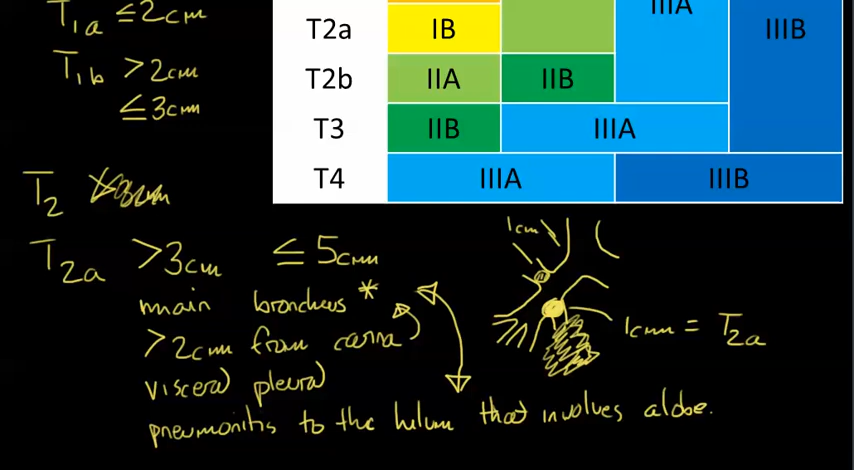 T1a ≤2cm
T1b >2cm
≤3cm
IIIA
T2a IB IIIB
T2b IIA IIB
T3 IIB IIIA
T4 IIIA IIIB
T2
T2a >3cm ≤5cm
main bronchus *
>2cm from carina
visceral pleura
pneumonitis to the hilum that involves a lobe.
1cm
1cm = T2a